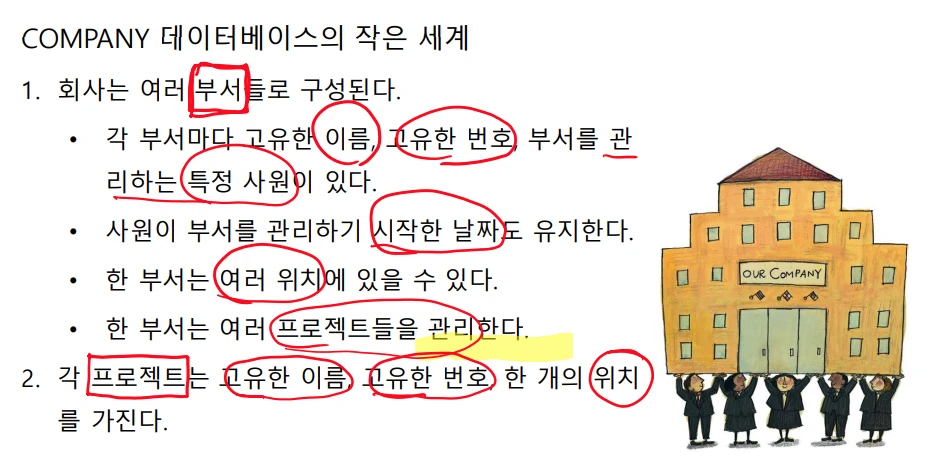 COMPANY 데이터베이스의 작은 세계
1. 회사는 여러 부서들로 구성된다.
• 각 부서마다 고유한 이름, 고유한 번호, 부서를 관
리하는 특정 사원이 있다.
• 사원이 부서를 관리하기 시작한 날짜도 유지한다.
• 한 부서는 여러 위치에 있을 수 있다.
• 한 부서는 여러 프로젝트들을 관리한다.
2. 각 프로젝트는 고유한 이름, 고유한 번호, 한 개의 위치
를 가진다.
OUR COMPANY